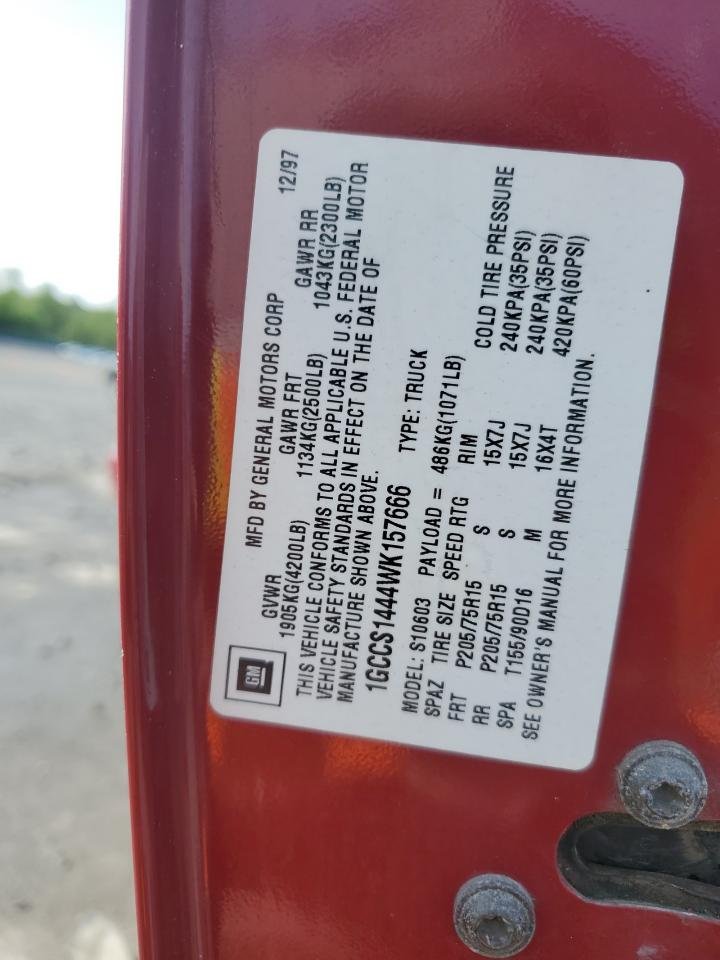 GM
MFD BY GENERAL MOTORS CORP 12/97
GVWR GAWR FRT GAWR RR
1905KG(4200LB) 1134KG(2500LB) 1043KG(2300LB)
THIS VEHICLE CONFORMS TO ALL APPLICABLE U.S. FEDERAL MOTOR
VEHICLE SAFETY STANDARDS IN EFFECT ON THE DATE OF
MANUFACTURE SHOWN ABOVE.
1GCCS1444WK157666 TYPE: TRUCK
MODEL: S10603 PAYLOAD = 486KG(1071LB)
SPAZ TIRE SIZE SPEED RTG RIM COLD TIRE PRESSURE
FRT P205/75R15 S 15X7J 240KPA(35PSI)
RR P205/75R15 S 15X7J 240KPA(35PSI)
SPA T155/90D16 M 16X4T 420KPA(60PSI)
SEE OWNER'S MANUAL FOR MORE INFORMATION.